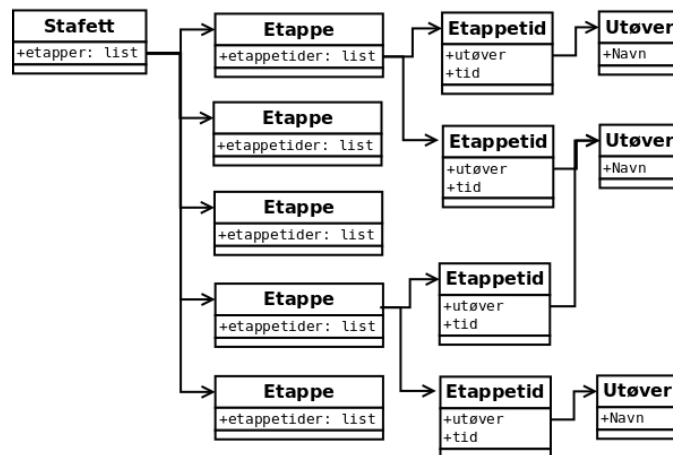 Stafett
+etapper: list
Etappe
+etappetider: list
Etappe
+etappetider: list
Etappe
+etappetider: list
Etappe
+etappetider: list
Etappe
+etappetider: list
Etappetid
+utøver
+tid
Etappetid
+utøver
+tid
Etappetid
+utøver
+tid
Etappetid
+utøver
+tid
Utøver
+Navn
Utøver
+Navn
Utøver
+Navn